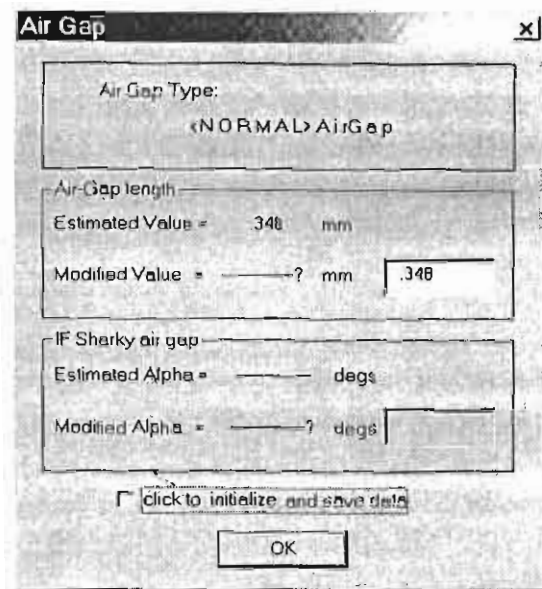 Air Gap
Air Gap Type:
<NORMAL> AirGap
Air-Gap length
Estimated Value = .348 mm
Modified Value = ———? mm .348
IF Sharky air gap
Estimated Alpha = ——— degs
Modified Alpha = ———? degs
click to initialize and save data
OK